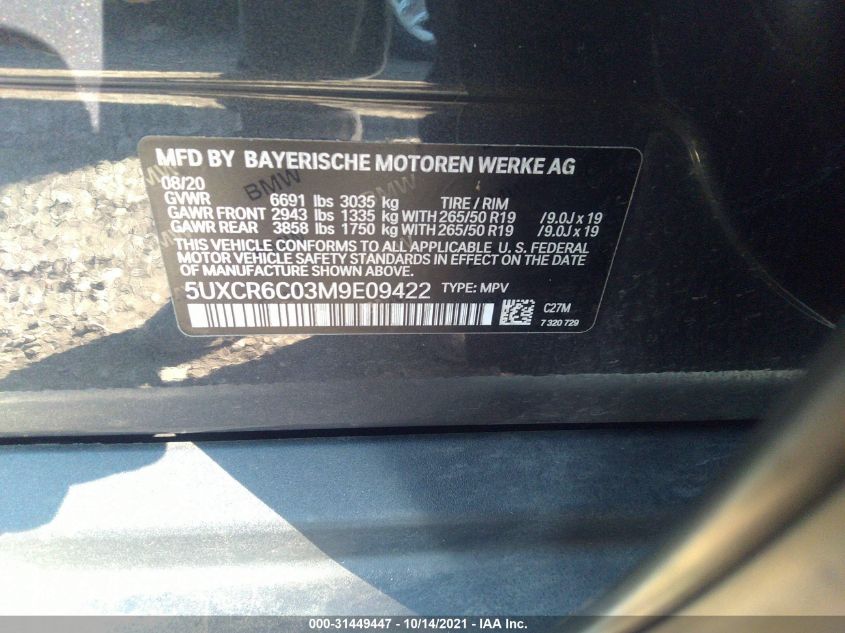 MFD BY BAYERISCHE MOTOREN WERKE AG
08/20
GVWR 6691 lbs 3035 kg TIRE / RIM
GAWR FRONT 2943 lbs 1335 kg WITH 265/50 R19 /9.0J x 19
GAWR REAR 3858 lbs 1750 kg WITH 265/50 R19 /9.0J x 19
THIS VEHICLE CONFORMS TO ALL APPLICABLE U. S. FEDERAL
MOTOR VEHICLE SAFETY STANDARDS IN EFFECT ON THE DATE
OF MANUFACTURE SHOWN ABOVE.
5UXCR6C03M9E09422 TYPE: MPV
C27M
7 320 729
BMW
BMW
BMW
000-31449447 - 10/14/2021 - IAA Inc.